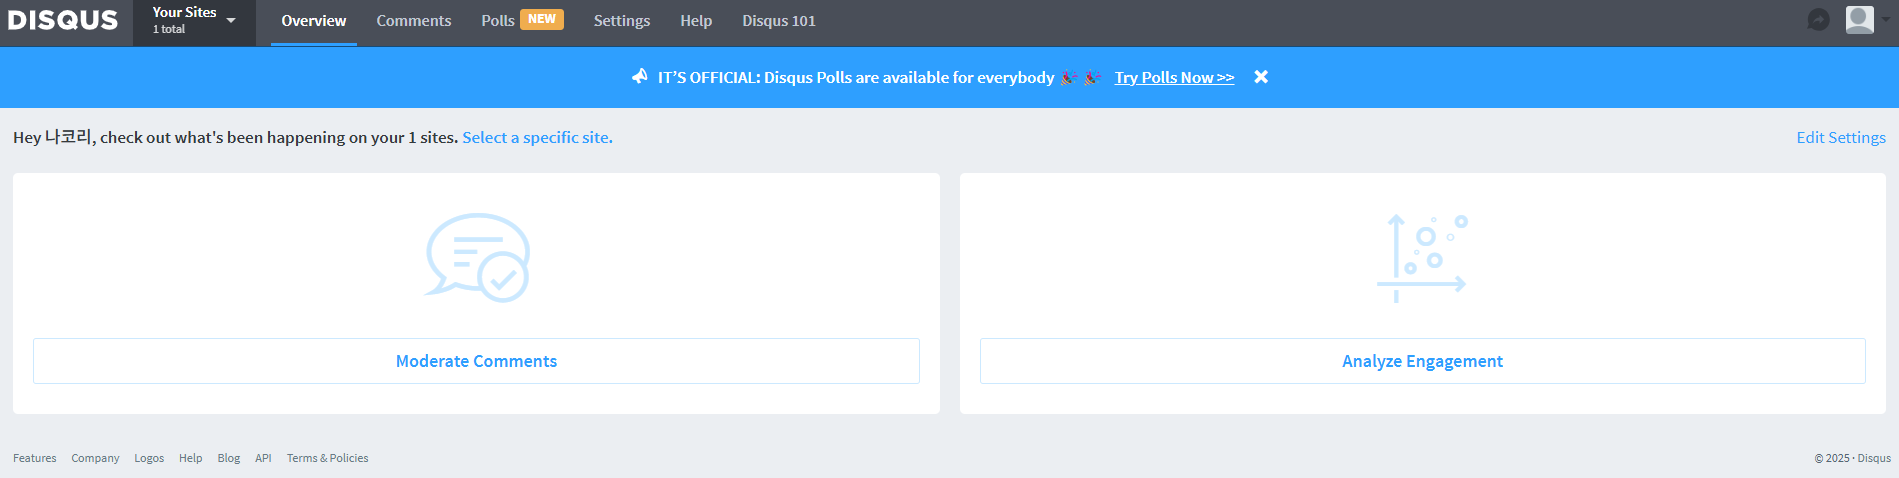 DISQUS Your Sites Overview Comments Polls NEW Settings Help Disqus 101
1 total
IT’S OFFICIAL: Disqus Polls are available for everybody 🎉 🎉 Try Polls Now >>
Hey 나코리, check out what's been happening on your 1 sites. Select a specific site. Edit Settings
Moderate Comments Analyze Engagement
Features Company Logos Help Blog API Terms & Policies © 2025 · Disqus